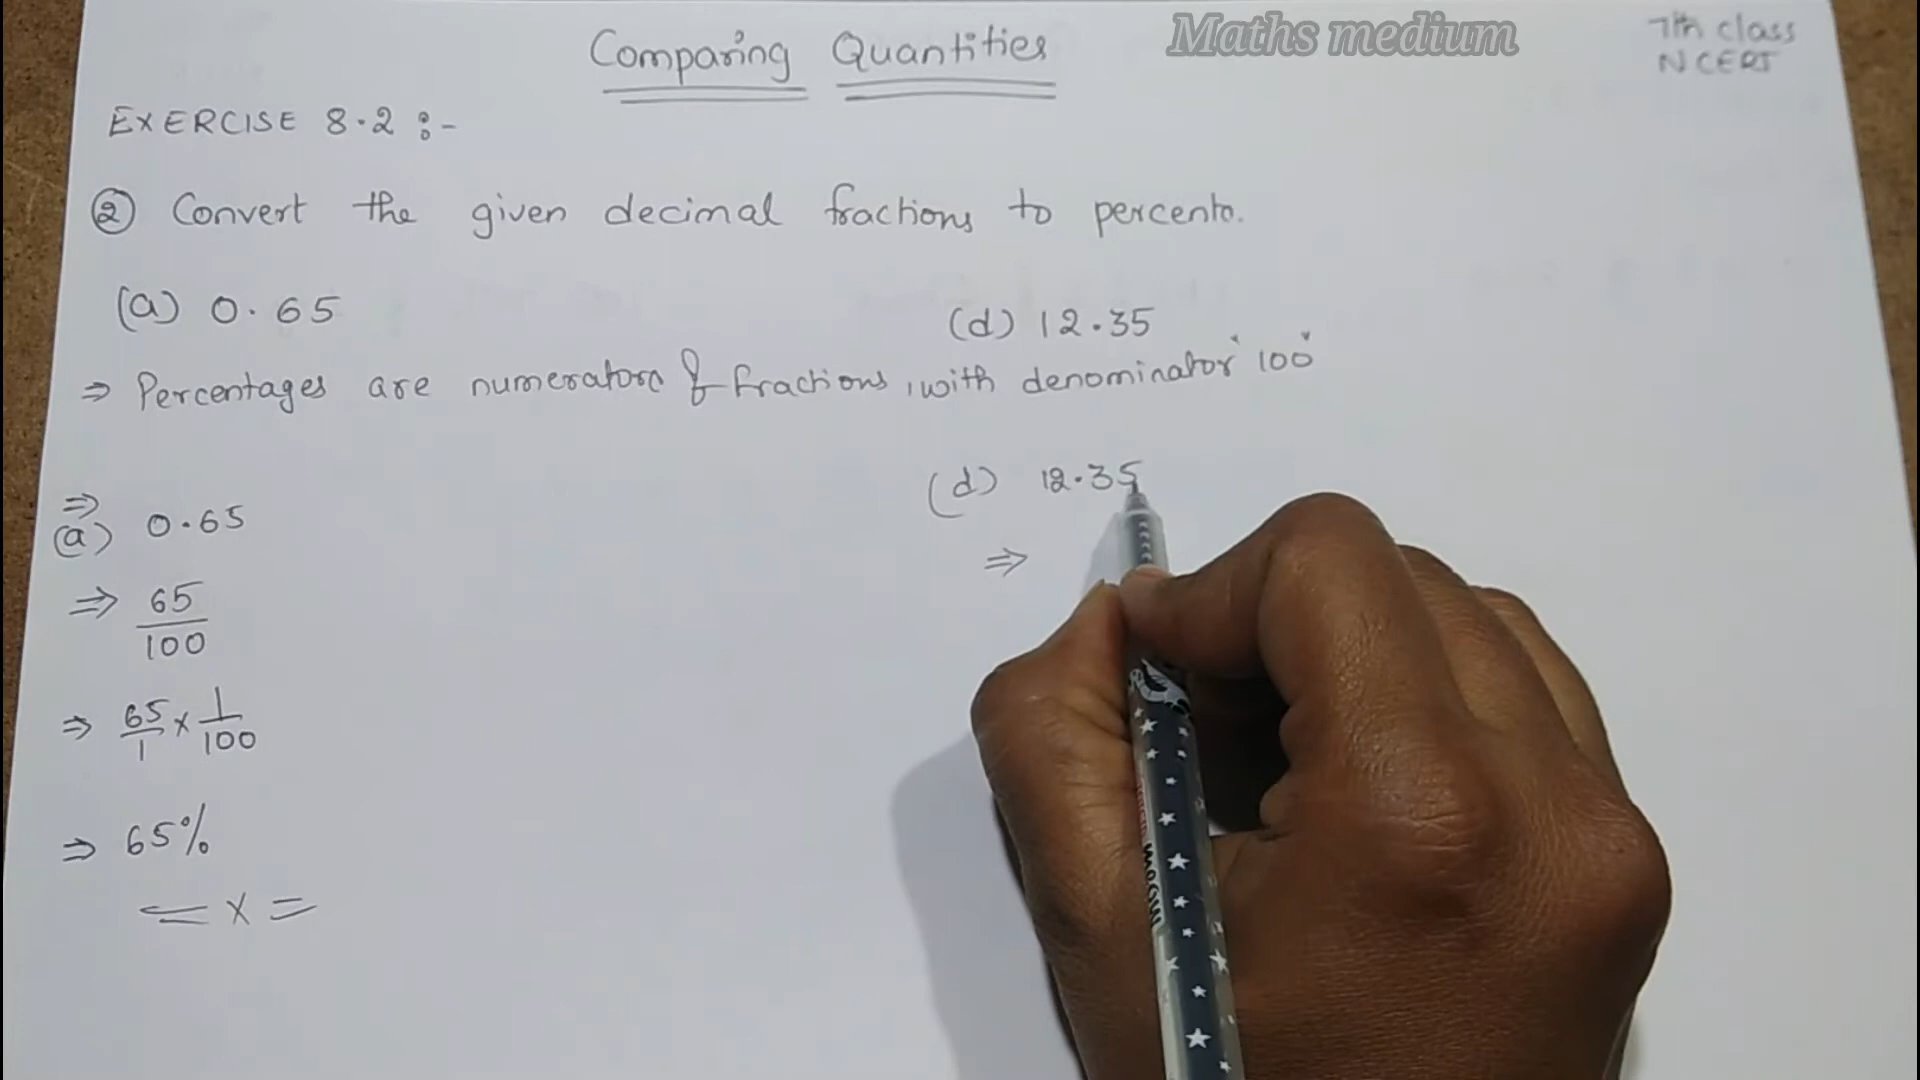 Comparing Quantities
Maths medium
7th class
NCERT
EXERCISE 8.2 :-
② Convert the given decimal fractions to percents.
(a) 0.65
(d) 12.35
⇒ Percentages are numerators of fractions, with denominator 100
⇒
(a) 0.65
⇒ 65/100
⇒ 65/1 × 1/100
⇒ 65%
= x =
(d) 12.35
⇒
meow